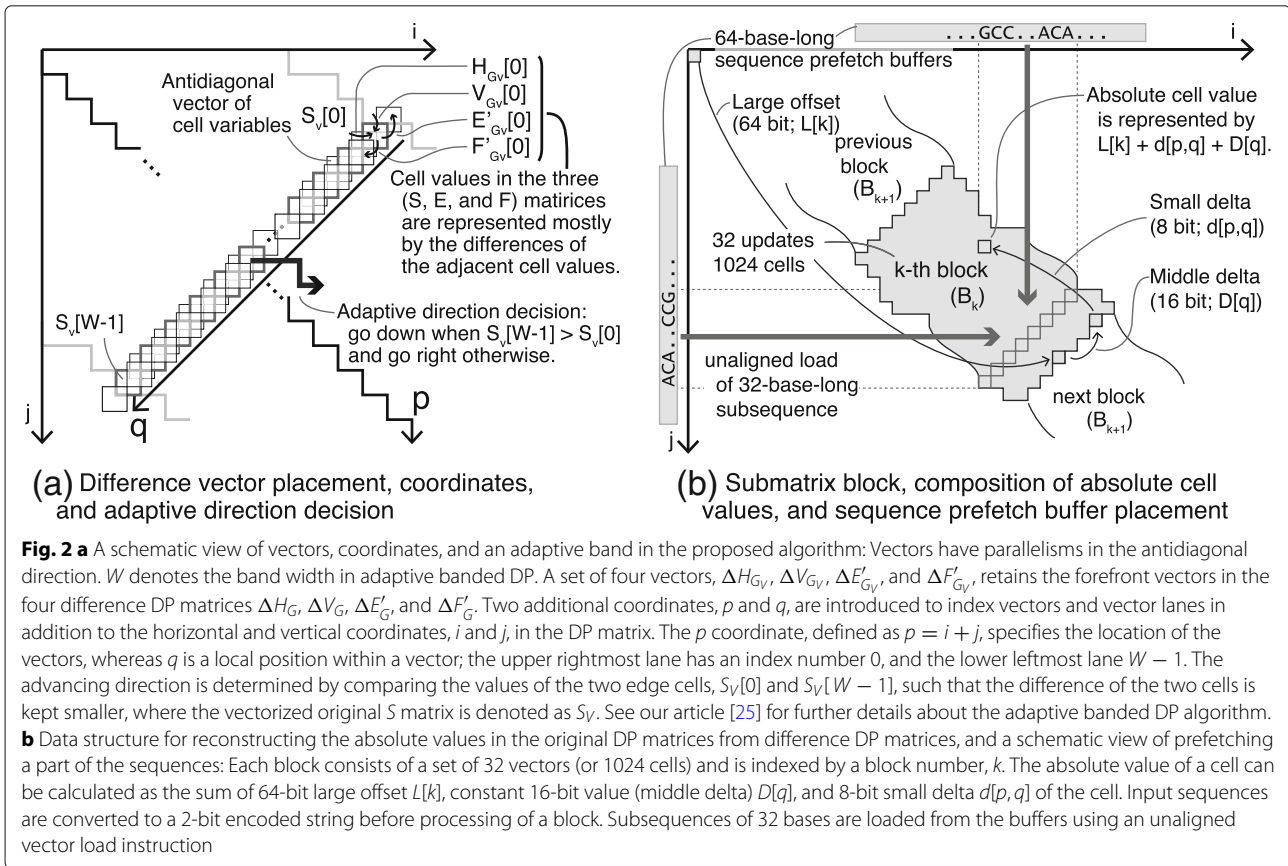 i
Antidiagonal
vector of
cell variables
S_v[0]
H_Gv[0]
V_Gv[0]
E'_Gv[0]
F'_Gv[0]
Cell values in the three
(S, E, and F) matirices
are represented mostly
by the differences of
the adjacent cell values.
Adaptive direction decision:
go down when S_v[W-1] > S_v[0]
and go right otherwise.
S_v[W-1]
j
q
p
(a) Difference vector placement, coordinates,
and adaptive direction decision
...GCC..ACA...
i
64-base-long
sequence prefetch buffers
Large offset
(64 bit; L[k])
previous
block
(B_k+1)
Absolute cell value
is represented by
L[k] + d[p,q] + D[q].
Small delta
(8 bit; d[p,q])
32 updates
1024 cells
k-th block
(B_k)
Middle delta
(16 bit; D[q])
ACA..CCG...
unaligned load
of 32-base-long
subsequence
next block
(B_k+1)
j
(b) Submatrix block, composition of absolute cell
values, and sequence prefetch buffer placement
Fig. 2 a A schematic view of vectors, coordinates, and an adaptive band in the proposed algorithm: Vectors have parallelisms in the antidiagonal
direction. W denotes the band width in adaptive banded DP. A set of four vectors, ΔH_G_V, ΔV_G_V, ΔE′_G_V, and ΔF′_G_V, retains the forefront vectors in the
four difference DP matrices ΔH_G, ΔV_G, ΔE′_G, and ΔF′_G. Two additional coordinates, p and q, are introduced to index vectors and vector lanes in
addition to the horizontal and vertical coordinates, i and j, in the DP matrix. The p coordinate, defined as p = i + j, specifies the location of the
vectors, whereas q is a local position within a vector; the upper rightmost lane has an index number 0, and the lower leftmost lane W − 1. The
advancing direction is determined by comparing the values of the two edge cells, S_V[0] and S_V[ W − 1], such that the difference of the two cells is
kept smaller, where the vectorized original S matrix is denoted as S_V. See our article [25] for further details about the adaptive banded DP algorithm.
b Data structure for reconstructing the absolute values in the original DP matrices from difference DP matrices, and a schematic view of prefetching
a part of the sequences: Each block consists of a set of 32 vectors (or 1024 cells) and is indexed by a block number, k. The absolute value of a cell can
be calculated as the sum of 64-bit large offset L[k], constant 16-bit value (middle delta) D[q], and 8-bit small delta d[p, q] of the cell. Input sequences
are converted to a 2-bit encoded string before processing of a block. Subsequences of 32 bases are loaded from the buffers using an unaligned
vector load instruction